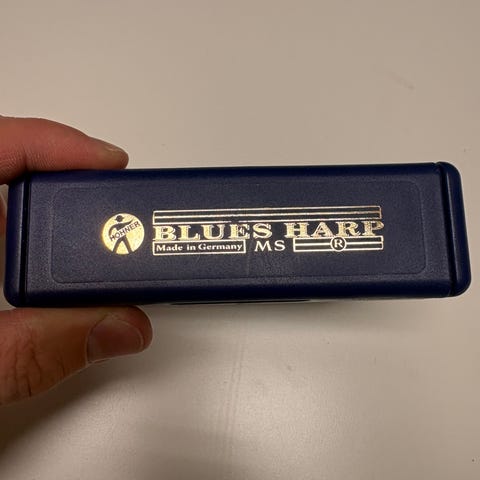 HOHNER
BLUES HARP
Made in Germany MS ®